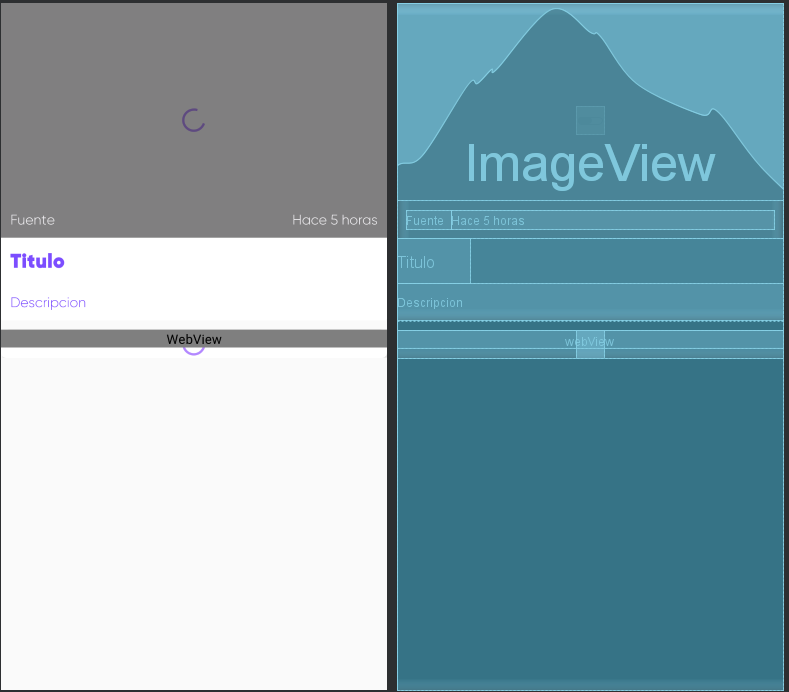 Fuente Hace 5 horas
Titulo
Descripcion
WebView
ImageView
Fuente Hace 5 horas
Titulo
Descripcion
webView